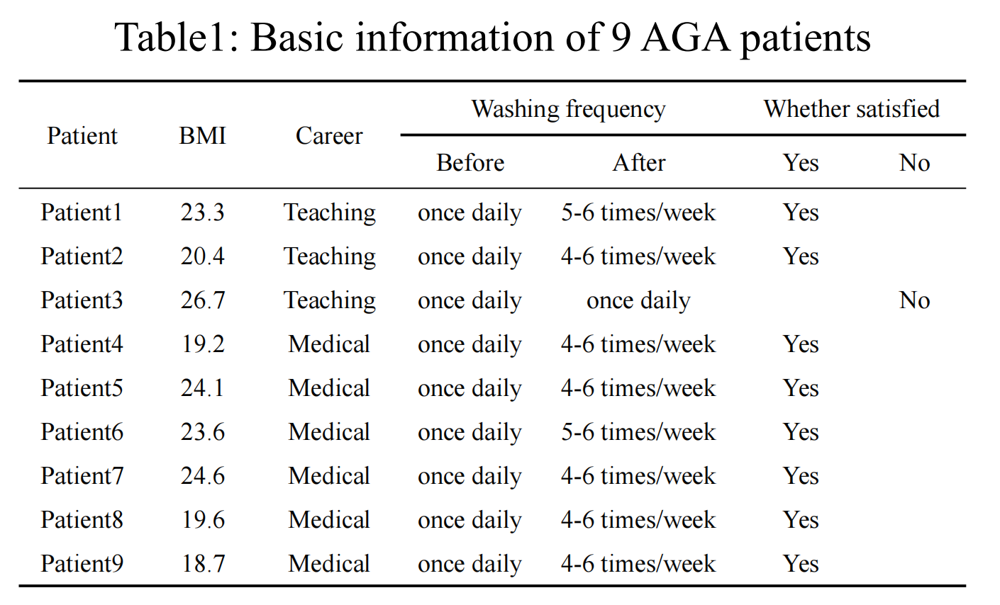 Table1: Basic information of 9 AGA patients
Patient BMI Career Washing frequency Whether satisfied
Before After Yes No
Patient1 23.3 Teaching once daily 5-6 times/week Yes
Patient2 20.4 Teaching once daily 4-6 times/week Yes
Patient3 26.7 Teaching once daily once daily No
Patient4 19.2 Medical once daily 4-6 times/week Yes
Patient5 24.1 Medical once daily 4-6 times/week Yes
Patient6 23.6 Medical once daily 5-6 times/week Yes
Patient7 24.6 Medical once daily 4-6 times/week Yes
Patient8 19.6 Medical once daily 4-6 times/week Yes
Patient9 18.7 Medical once daily 4-6 times/week Yes